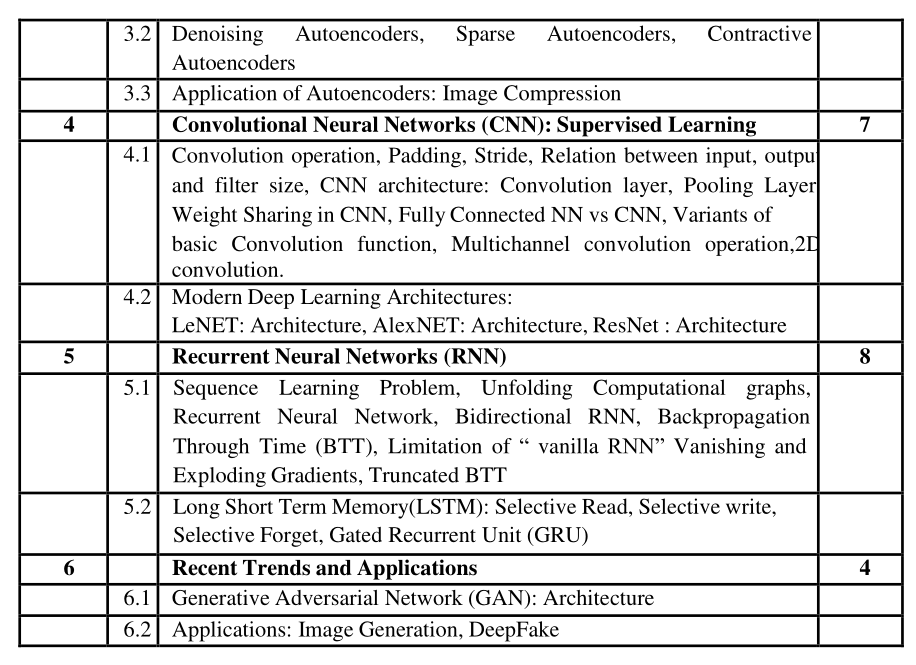 3.2 Denoising Autoencoders, Sparse Autoencoders, Contractive
Autoencoders
3.3 Application of Autoencoders: Image Compression
4 Convolutional Neural Networks (CNN): Supervised Learning 7
4.1 Convolution operation, Padding, Stride, Relation between input, outpu
and filter size, CNN architecture: Convolution layer, Pooling Layer
Weight Sharing in CNN, Fully Connected NN vs CNN, Variants of
basic Convolution function, Multichannel convolution operation,2D
convolution.
4.2 Modern Deep Learning Architectures:
LeNET: Architecture, AlexNET: Architecture, ResNet : Architecture
5 Recurrent Neural Networks (RNN) 8
5.1 Sequence Learning Problem, Unfolding Computational graphs,
Recurrent Neural Network, Bidirectional RNN, Backpropagation
Through Time (BTT), Limitation of “ vanilla RNN” Vanishing and
Exploding Gradients, Truncated BTT
5.2 Long Short Term Memory(LSTM): Selective Read, Selective write,
Selective Forget, Gated Recurrent Unit (GRU)
6 Recent Trends and Applications 4
6.1 Generative Adversarial Network (GAN): Architecture
6.2 Applications: Image Generation, DeepFake